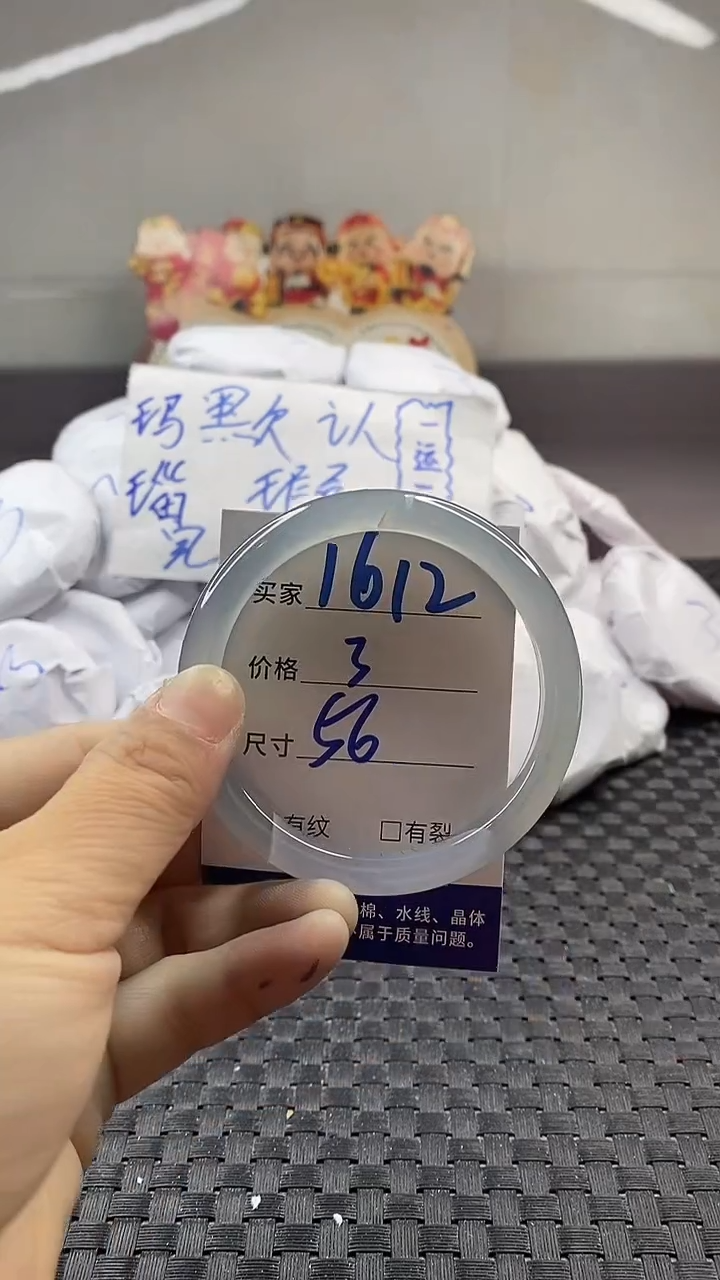 玛 默 认
一运一
瑙
完
买家 1612
价格 3
尺寸 56
有纹 □有裂
棉、水线、晶体
属于质量问题。